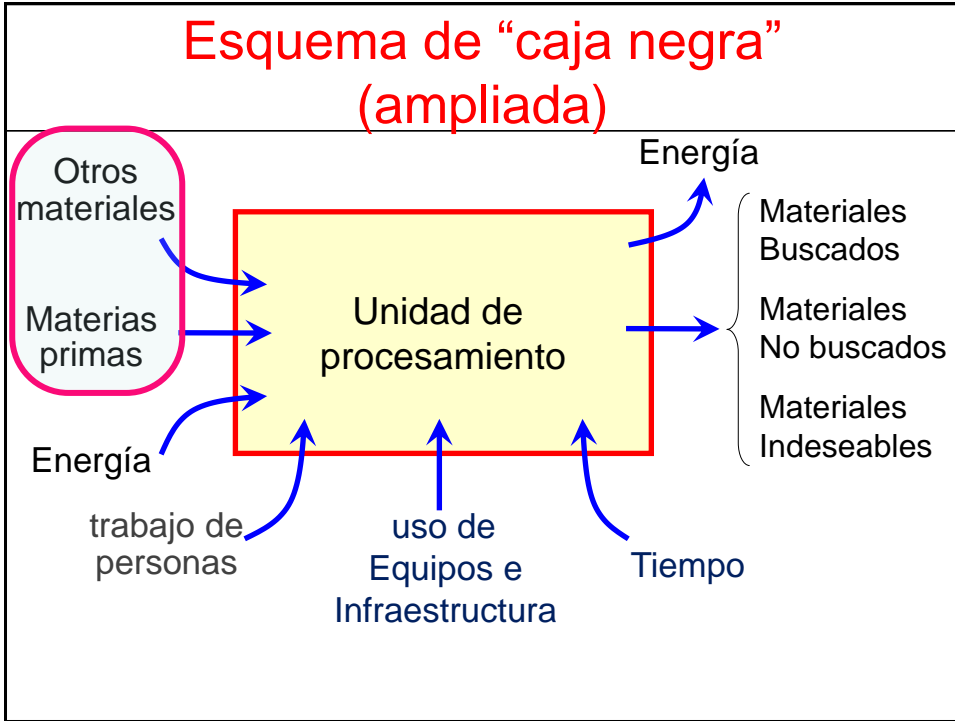 Esquema de “caja negra”
(ampliada)
Otros
materiales
Materias
primas
Energía
trabajo de
personas
uso de
Equipos e
Infraestructura
Tiempo
Unidad de
procesamiento
Energía
Materiales
Buscados
Materiales
No buscados
Materiales
Indeseables